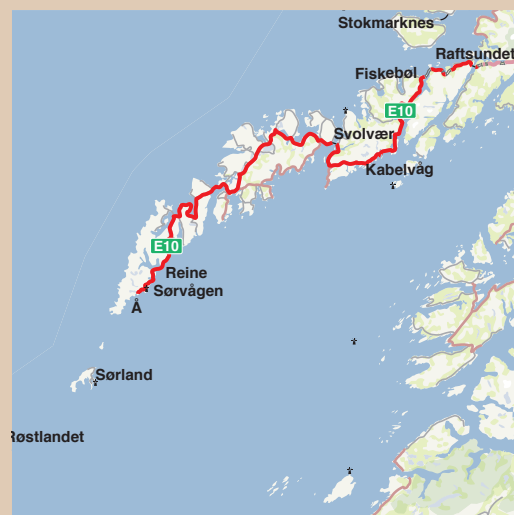 Stokmarknes
Raftsundet
Fiskebøl
E10
Svolvær
Kabelvåg
E10
Reine
Sørvågen
Å
Sørland
Røstlandet